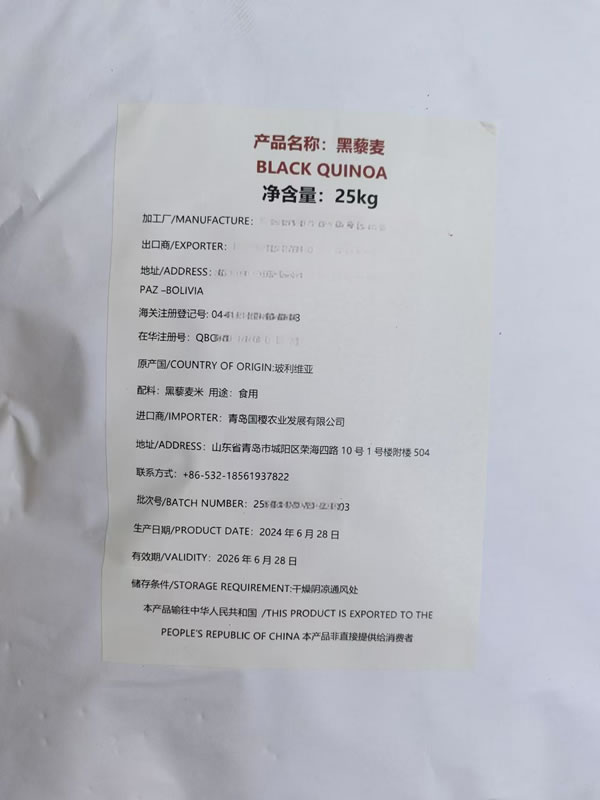 产品名称：黑藜麦
BLACK QUINOA
净含量：25kg
加工厂/MANUFACTURE：
出口商/EXPORTER：
地址/ADDRESS：
PAZ –BOLIVIA
海关注册登记号: 04-
在华注册号：QBO
原产国/COUNTRY OF ORIGIN:玻利维亚
配料：黑藜麦米 用途：食用
进口商/IMPORTER：青岛国稷农业发展有限公司
地址/ADDRESS：山东省青岛市城阳区荣海四路 10 号 1 号楼附楼 504
联系方式：+86-532-18561937822
批次号/BATCH NUMBER：25 03
生产日期/PRODUCT DATE：2024 年 6 月 28 日
有效期/VALIDITY：2026 年 6 月 28 日
储存条件/STORAGE REQUIREMENT:干燥阴凉通风处
本产品输往中华人民共和国 /THIS PRODUCT IS EXPORTED TO THE
PEOPLE'S REPUBLIC OF CHINA 本产品非直接提供给消费者